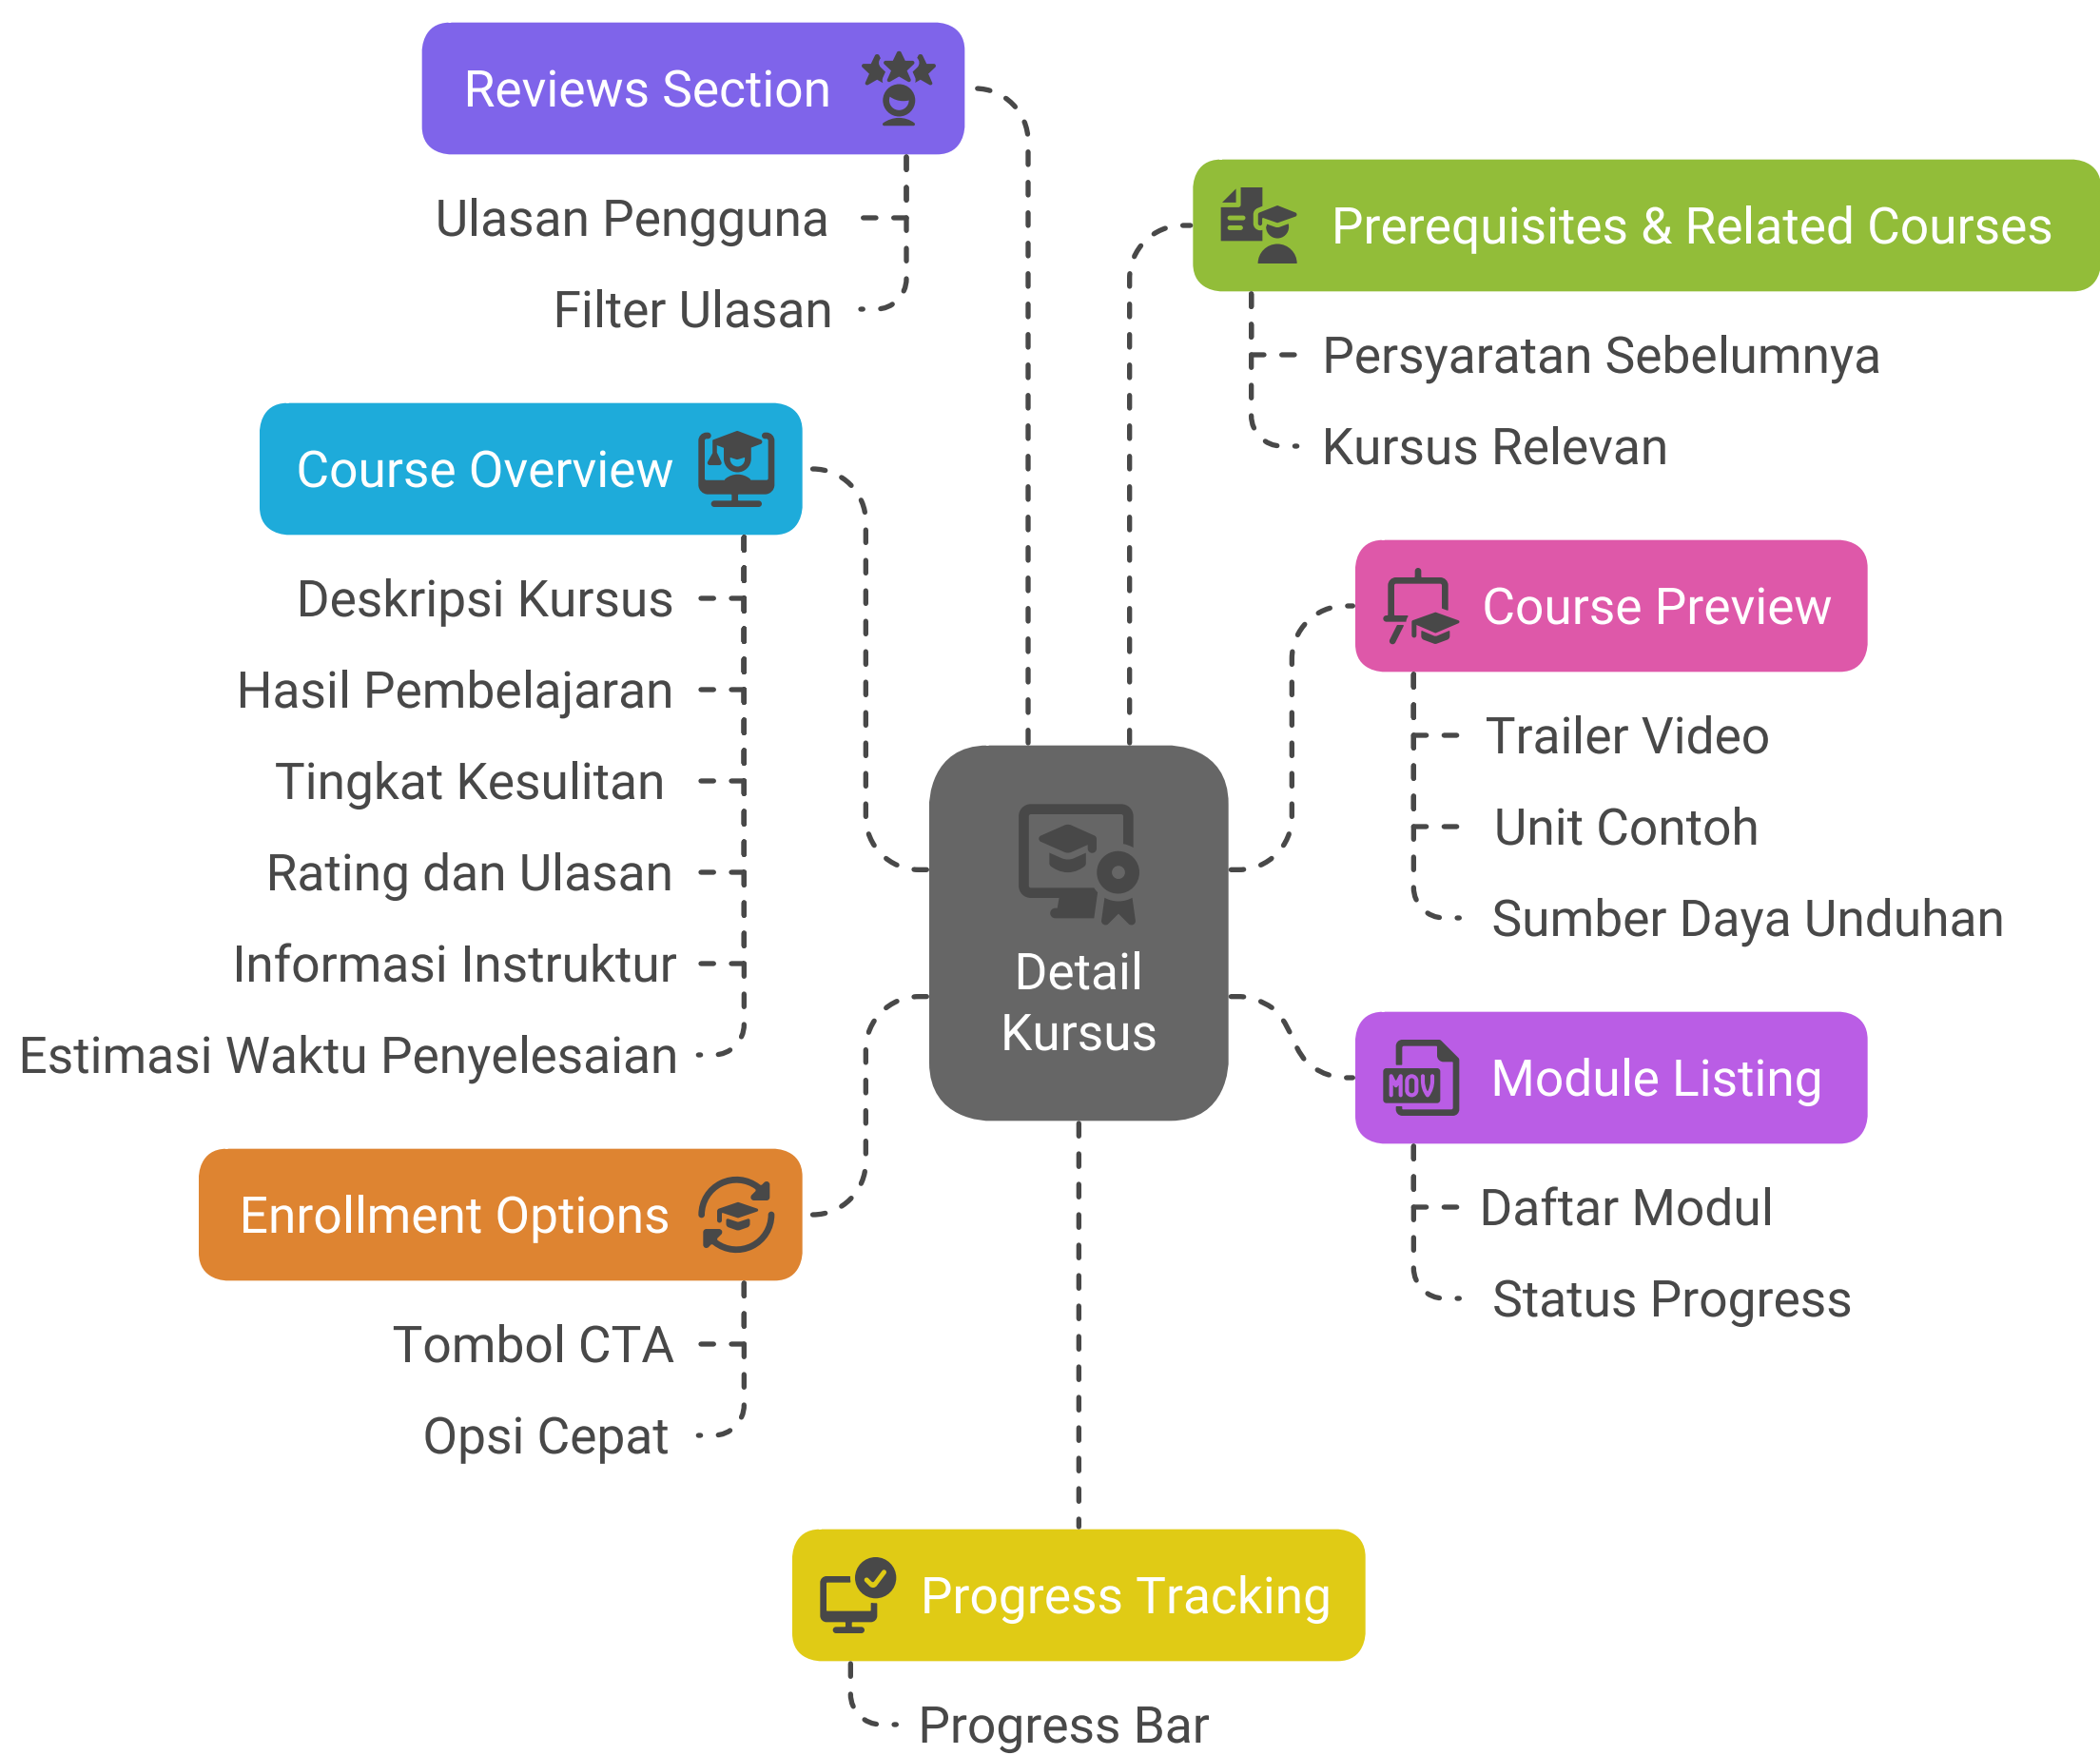 Reviews Section
Ulasan Pengguna
Filter Ulasan
Prerequisites & Related Courses
Persyaratan Sebelumnya
Kursus Relevan
Course Overview
Deskripsi Kursus
Hasil Pembelajaran
Tingkat Kesulitan
Rating dan Ulasan
Informasi Instruktur
Estimasi Waktu Penyelesaian
Course Preview
Trailer Video
Unit Contoh
Sumber Daya Unduhan
Detail
Kursus
MOV
Module Listing
Daftar Modul
Status Progress
Enrollment Options
Tombol CTA
Opsi Cepat
Progress Tracking
Progress Bar